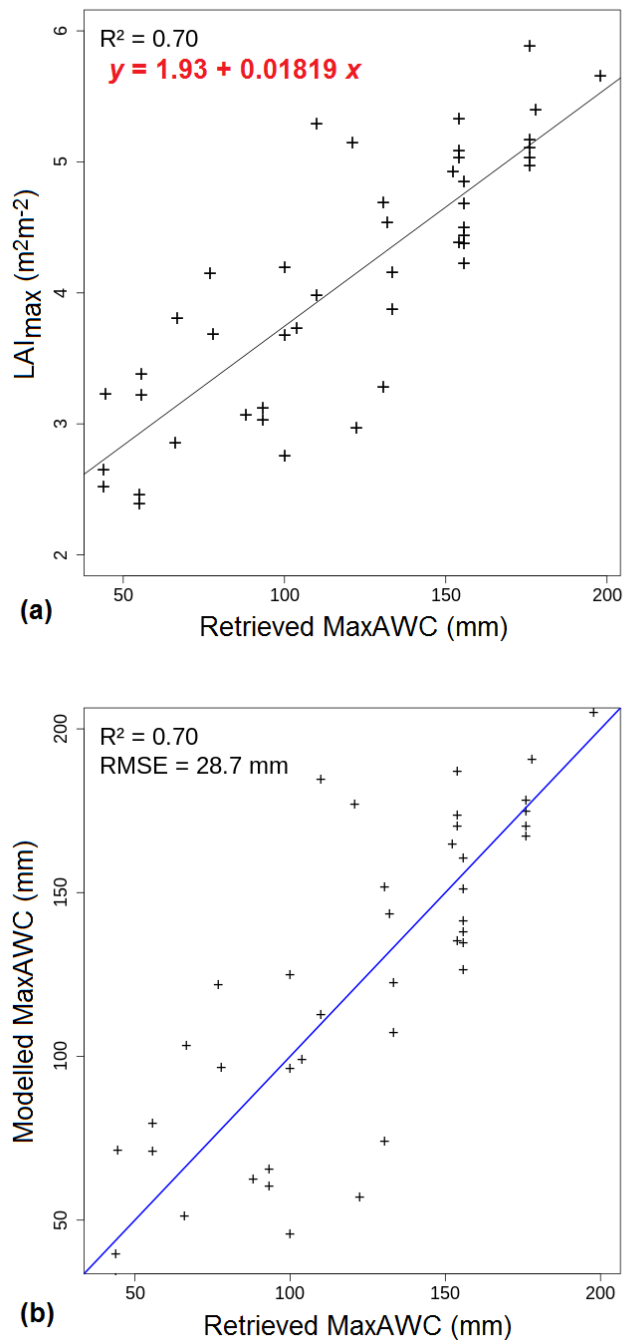 R² = 0.70
y = 1.93 + 0.01819 x
6
5
4
3
2
LAImax (m²m-²)
50 100 150 200
(a)
Retrieved MaxAWC (mm)
R² = 0.70
RMSE = 28.7 mm
200
150
100
50
Modelled MaxAWC (mm)
50 100 150 200
(b)
Retrieved MaxAWC (mm)